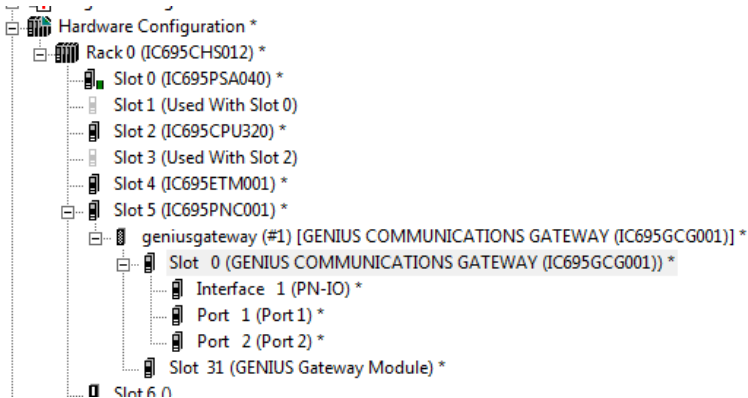 Hardware Configuration *
Rack 0 (IC695CHS012) *
Slot 0 (IC695PSA040) *
Slot 1 (Used With Slot 0)
Slot 2 (IC695CPU320) *
Slot 3 (Used With Slot 2)
Slot 4 (IC695ETM001) *
Slot 5 (IC695PNC001) *
geniusgateway (#1) [GENIUS COMMUNICATIONS GATEWAY (IC695GCG001)] *
Slot 0 (GENIUS COMMUNICATIONS GATEWAY (IC695GCG001)) *
Interface 1 (PN-IO) *
Port 1 (Port 1) *
Port 2 (Port 2) *
Slot 31 (GENIUS Gateway Module) *
Slot 6 ()